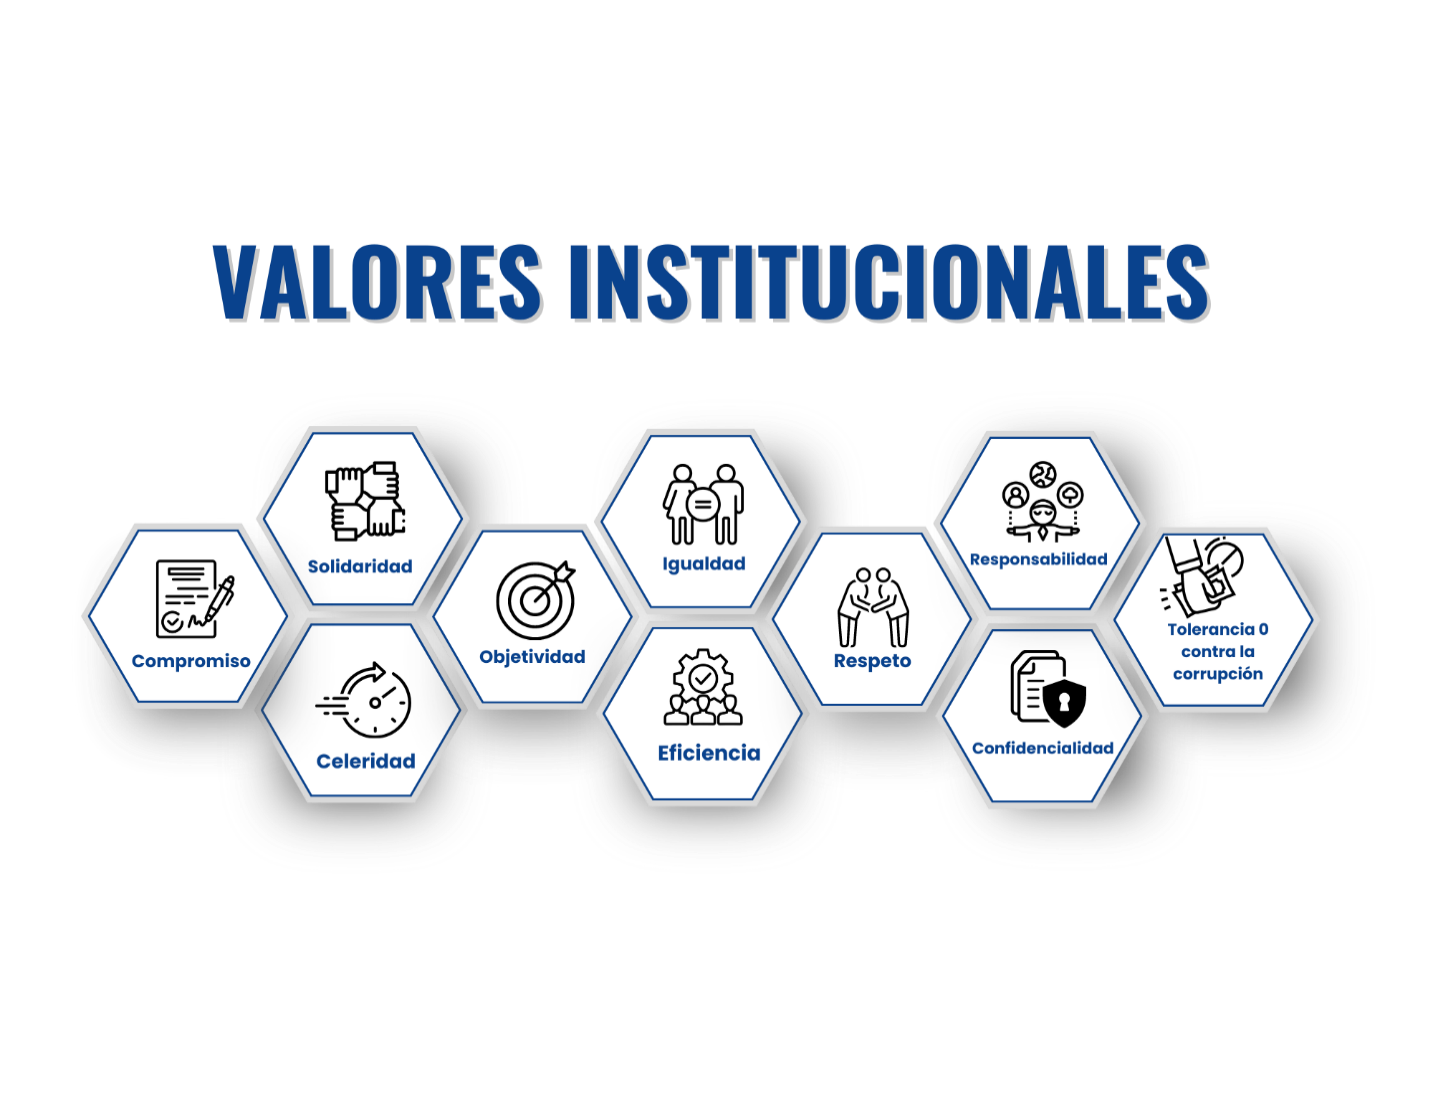 VALORES INSTITUCIONALES
Compromiso
Solidaridad
Celeridad
Objetividad
Igualdad
Eficiencia
Respeto
Responsabilidad
Confidencialidad
Tolerancia 0
contra la
corrupción